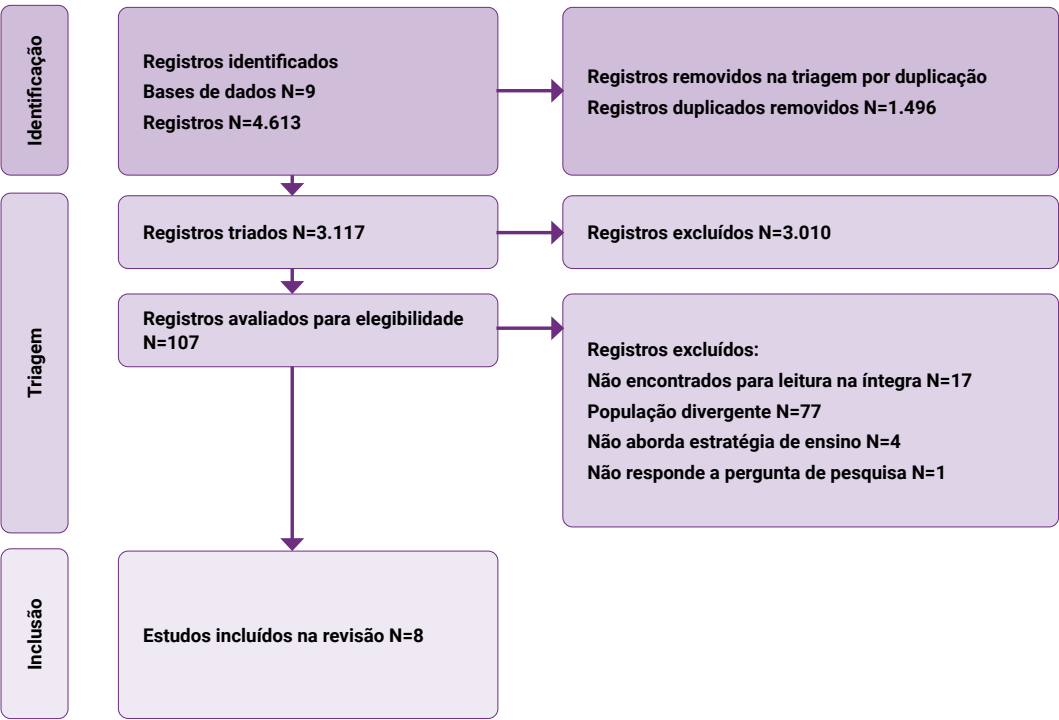 Identificação
Registros identificados
Bases de dados N=9
Registros N=4.613
Registros removidos na triagem por duplicação
Registros duplicados removidos N=1.496
Triagem
Registros triados N=3.117
Registros excluídos N=3.010
Registros avaliados para elegibilidade
N=107
Registros excluídos:
Não encontrados para leitura na íntegra N=17
População divergente N=77
Não aborda estratégia de ensino N=4
Não responde a pergunta de pesquisa N=1
Inclusão
Estudos incluídos na revisão N=8